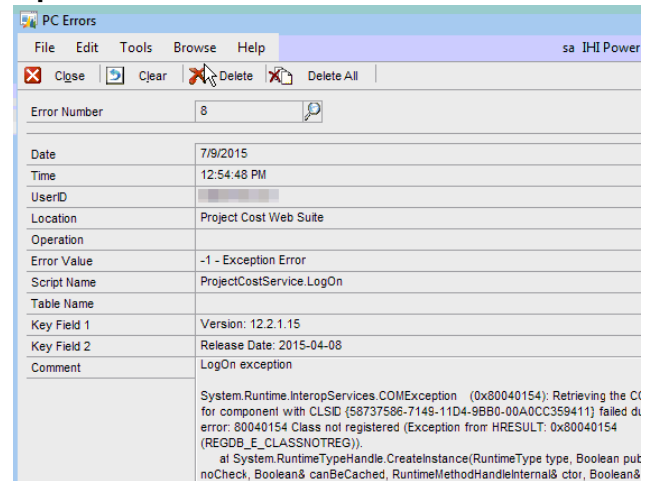 PC Errors
File Edit Tools Browse Help sa IHI Power
Close Clear Delete Delete All
Error Number 8
Date 7/9/2015
Time 12:54:48 PM
UserID
Location Project Cost Web Suite
Operation
Error Value -1 - Exception Error
Script Name ProjectCostService.LogOn
Table Name
Key Field 1 Version: 12.2.1.15
Key Field 2 Release Date: 2015-04-08
Comment LogOn exception
System.Runtime.InteropServices.COMException (0x80040154): Retrieving the
for component with CLSID {58737586-7149-11D4-9BB0-00A0CC359411} failed du
error: 80040154 Class not registered (Exception from HRESULT: 0x80040154
(REGDB_E_CLASSNOTREG)).
at System.RuntimeTypeHandle.CreateInstance(RuntimeType type, Boolean pub
noCheck, Boolean& canBeCached, RuntimeMethodHandleInternal& ctor, Boolean&